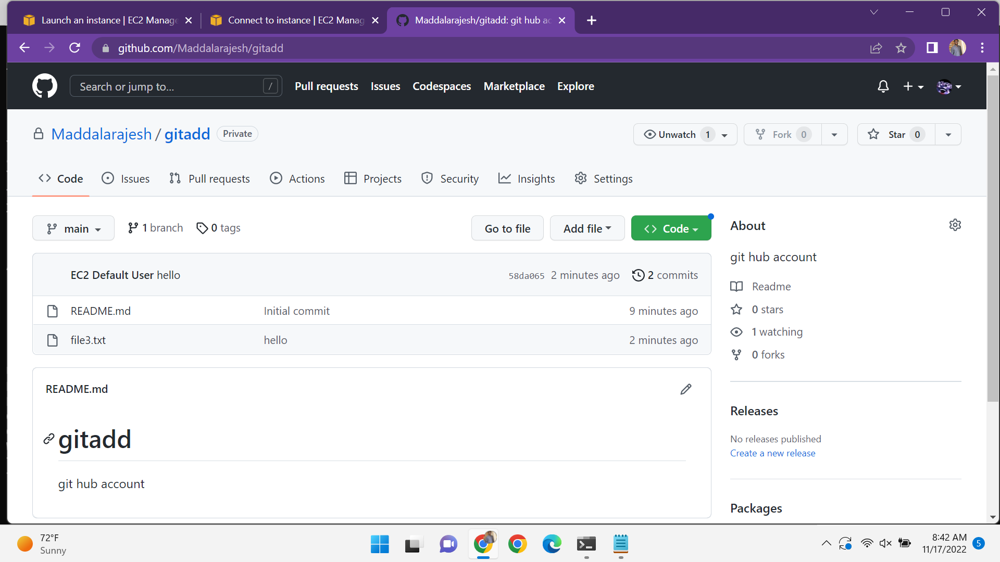 Launch an instance | EC2 Manage
Connect to instance | EC2 Manag
Maddalarajesh/gitadd: git hub ac
github.com/Maddalarajesh/gitadd
Search or jump to...
/
Pull requests
Issues
Codespaces
Marketplace
Explore
Maddalarajesh / gitadd
Private
Unwatch 1
Fork 0
Star 0
Code
Issues
Pull requests
Actions
Projects
Security
Insights
Settings
main
1 branch
0 tags
Go to file
Add file
Code
About
git hub account
EC2 Default User hello
58da065
2 minutes ago
2 commits
README.md
Initial commit
9 minutes ago
file3.txt
hello
2 minutes ago
Readme
0 stars
1 watching
0 forks
README.md
gitadd
git hub account
Releases
No releases published
Create a new release
Packages
72°F
Sunny
8:42 AM
11/17/2022
5